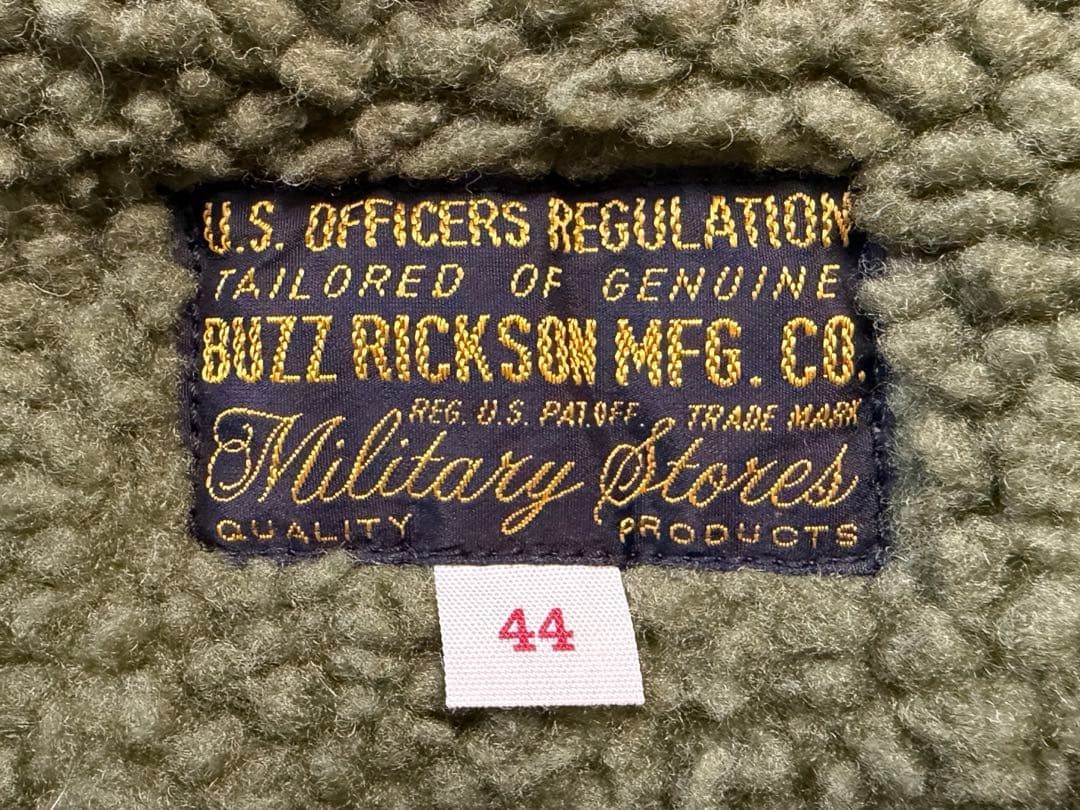 U.S. OFFICERS REGULATION
TAILORED OF GENUINE
BUZZ RICKSON MFG. CO.
REG. U.S. PAT.OFF. TRADE MARK
Military Stores
QUALITY PRODUCTS
44